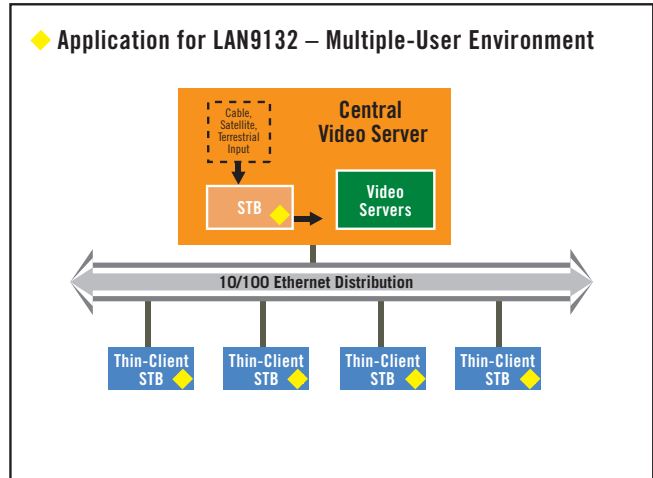 Application for LAN9132 – Multiple-User Environment
Cable,
Satellite,
Terrestrial
Input
Central
Video Server
STB
Video
Servers
10/100 Ethernet Distribution
Thin-Client
STB
Thin-Client
STB
Thin-Client
STB
Thin-Client
STB